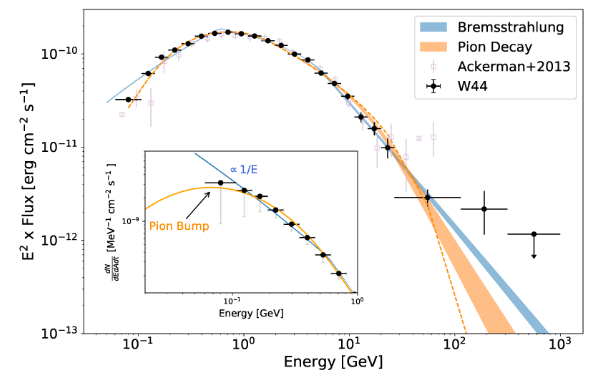 Bremsstrahlung
Pion Decay
Ackerman+2013
W44
10⁻¹⁰
10⁻¹¹
10⁻¹²
10⁻¹³
E² x Flux [erg cm⁻² s⁻¹]
∝1/E
Pion Bump
10⁻⁹
dN/dEdAdt [MeV⁻¹ cm⁻² s⁻¹]
10⁻¹ 10⁰
Energy [GeV]
10⁻¹ 10⁰ 10¹ 10² 10³
Energy [GeV]